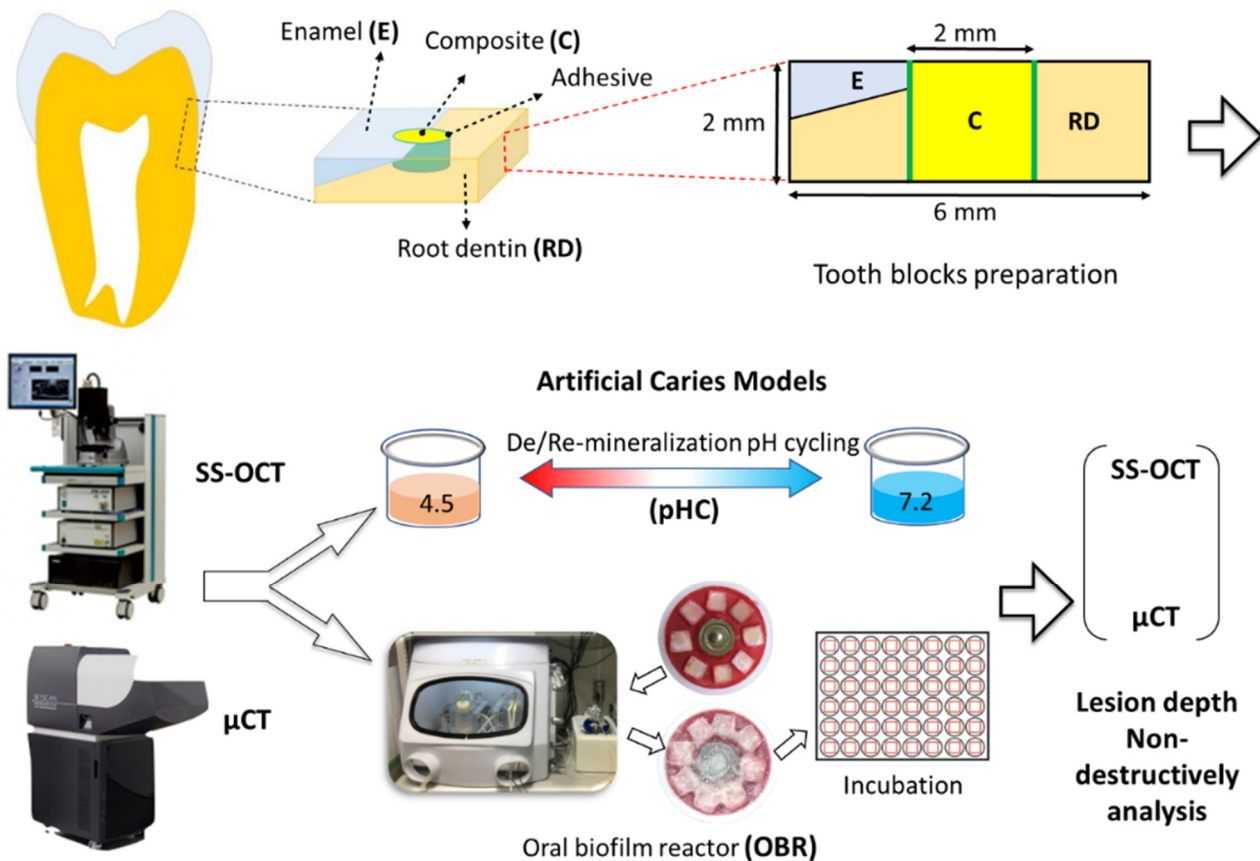 Enamel (E)
Composite (C)
Adhesive
Root dentin (RD)
2 mm
2 mm
E
C
RD
6 mm
Tooth blocks preparation
Artificial Caries Models
De/Re-mineralization pH cycling
(pHC)
4.5
7.2
SS-OCT
µCT
Oral biofilm reactor (OBR)
Incubation
SS-OCT
µCT
Lesion depth
Non-
destructively
analysis